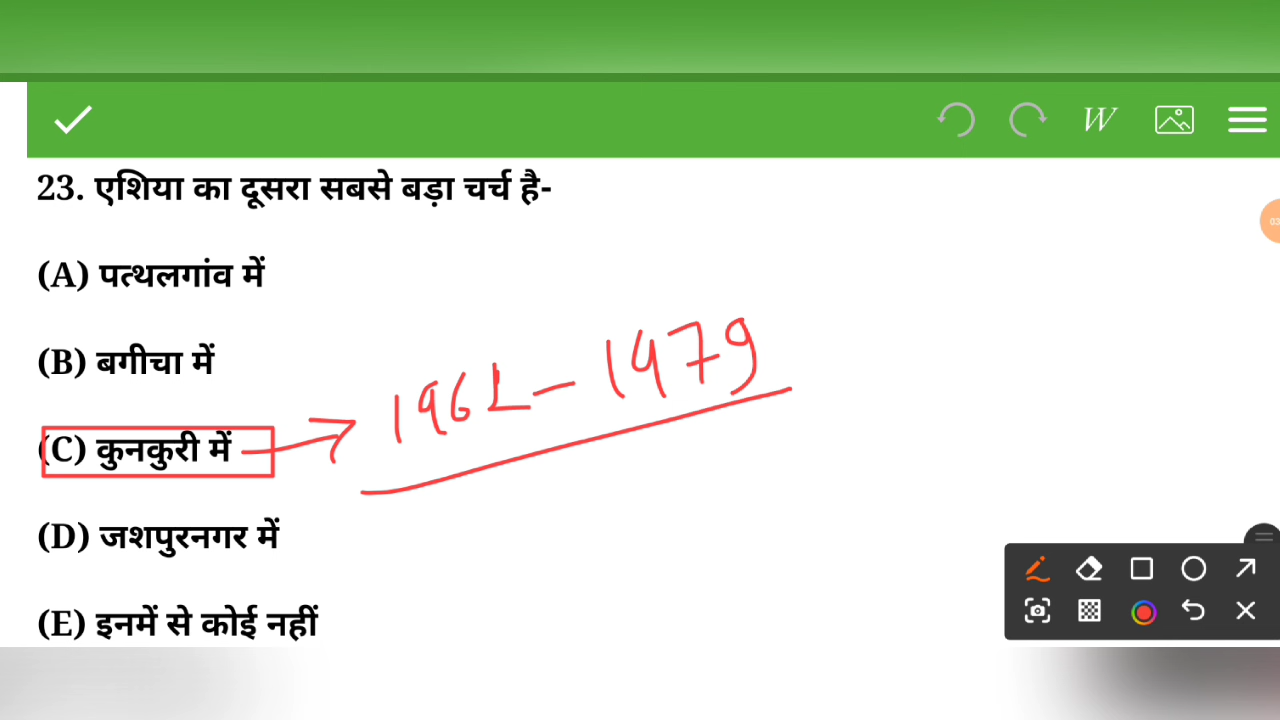 W
23. एशिया का दूसरा सबसे बड़ा चर्च है-
(A) पत्थलगांव में
(B) बगीचा में
(C) कुनकुरी में
1962 - 1979
(D) जशपुरनगर में
(E) इनमें से कोई नहीं